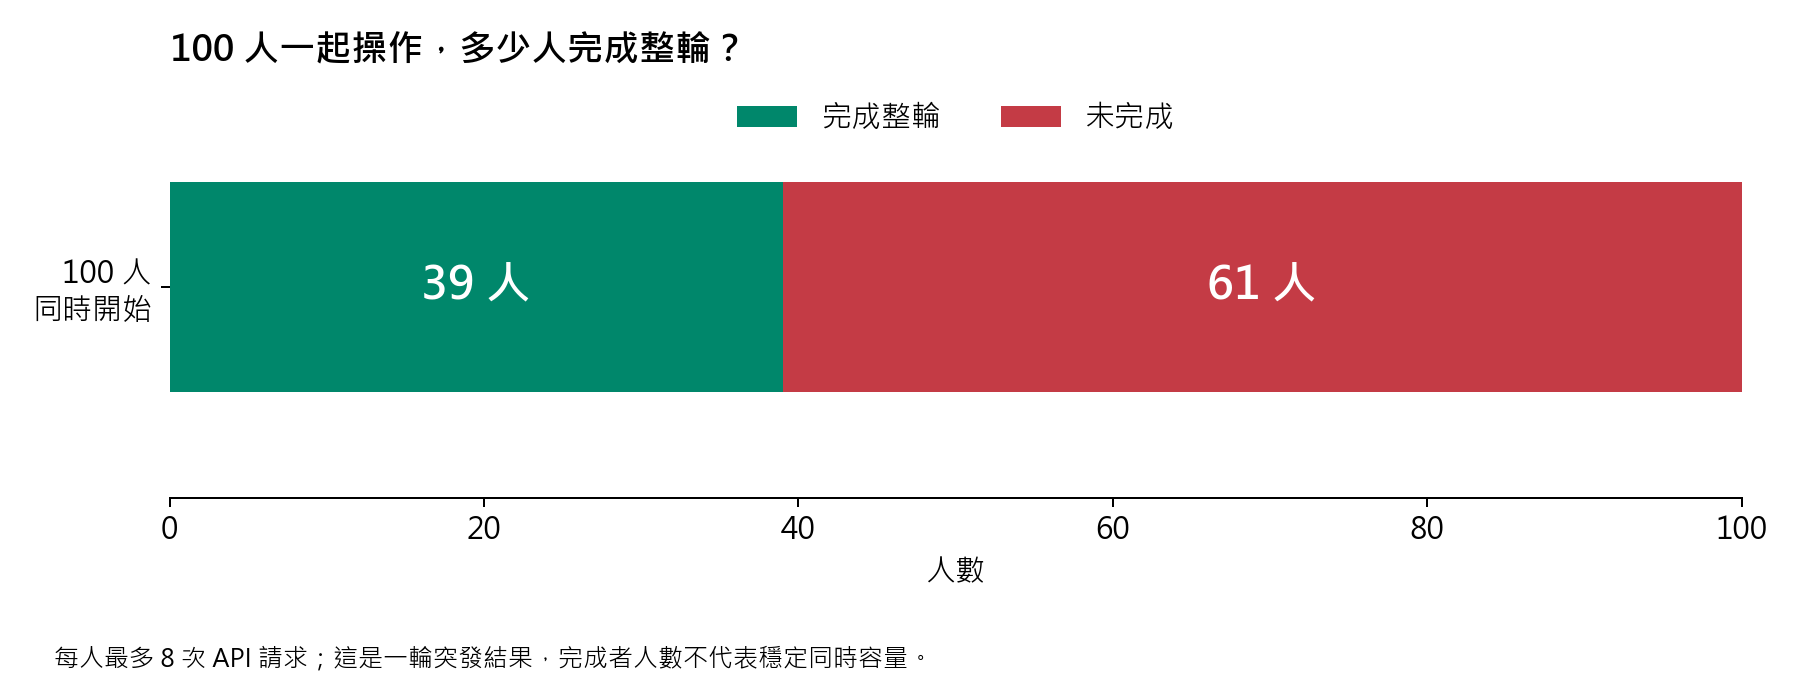 100 人一起操作，多少人完成整輪？
完成整輪 未完成
100 人
同時開始
39 人 61 人
0 20 40 60 80 100
人數
每人最多 8 次 API 請求；這是一輪突發結果，完成者人數不代表穩定同時容量。